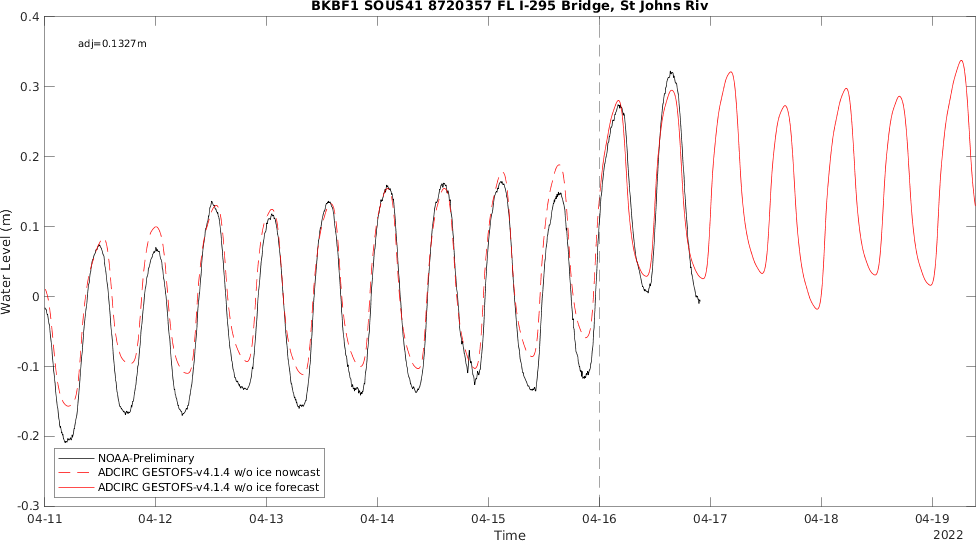 BKBF1 SOUS41 8720357 FL I-295 Bridge, St Johns Riv
adj=0.1327m
0.4
0.3
0.2
0.1
0
-0.1
-0.2
-0.3
Water Level (m)
NOAA-Preliminary
ADCIRC GESTOFS-v4.1.4 w/o ice nowcast
ADCIRC GESTOFS-v4.1.4 w/o ice forecast
04-11 04-12 04-13 04-14 04-15 04-16 04-17 04-18 04-19
Time
2022